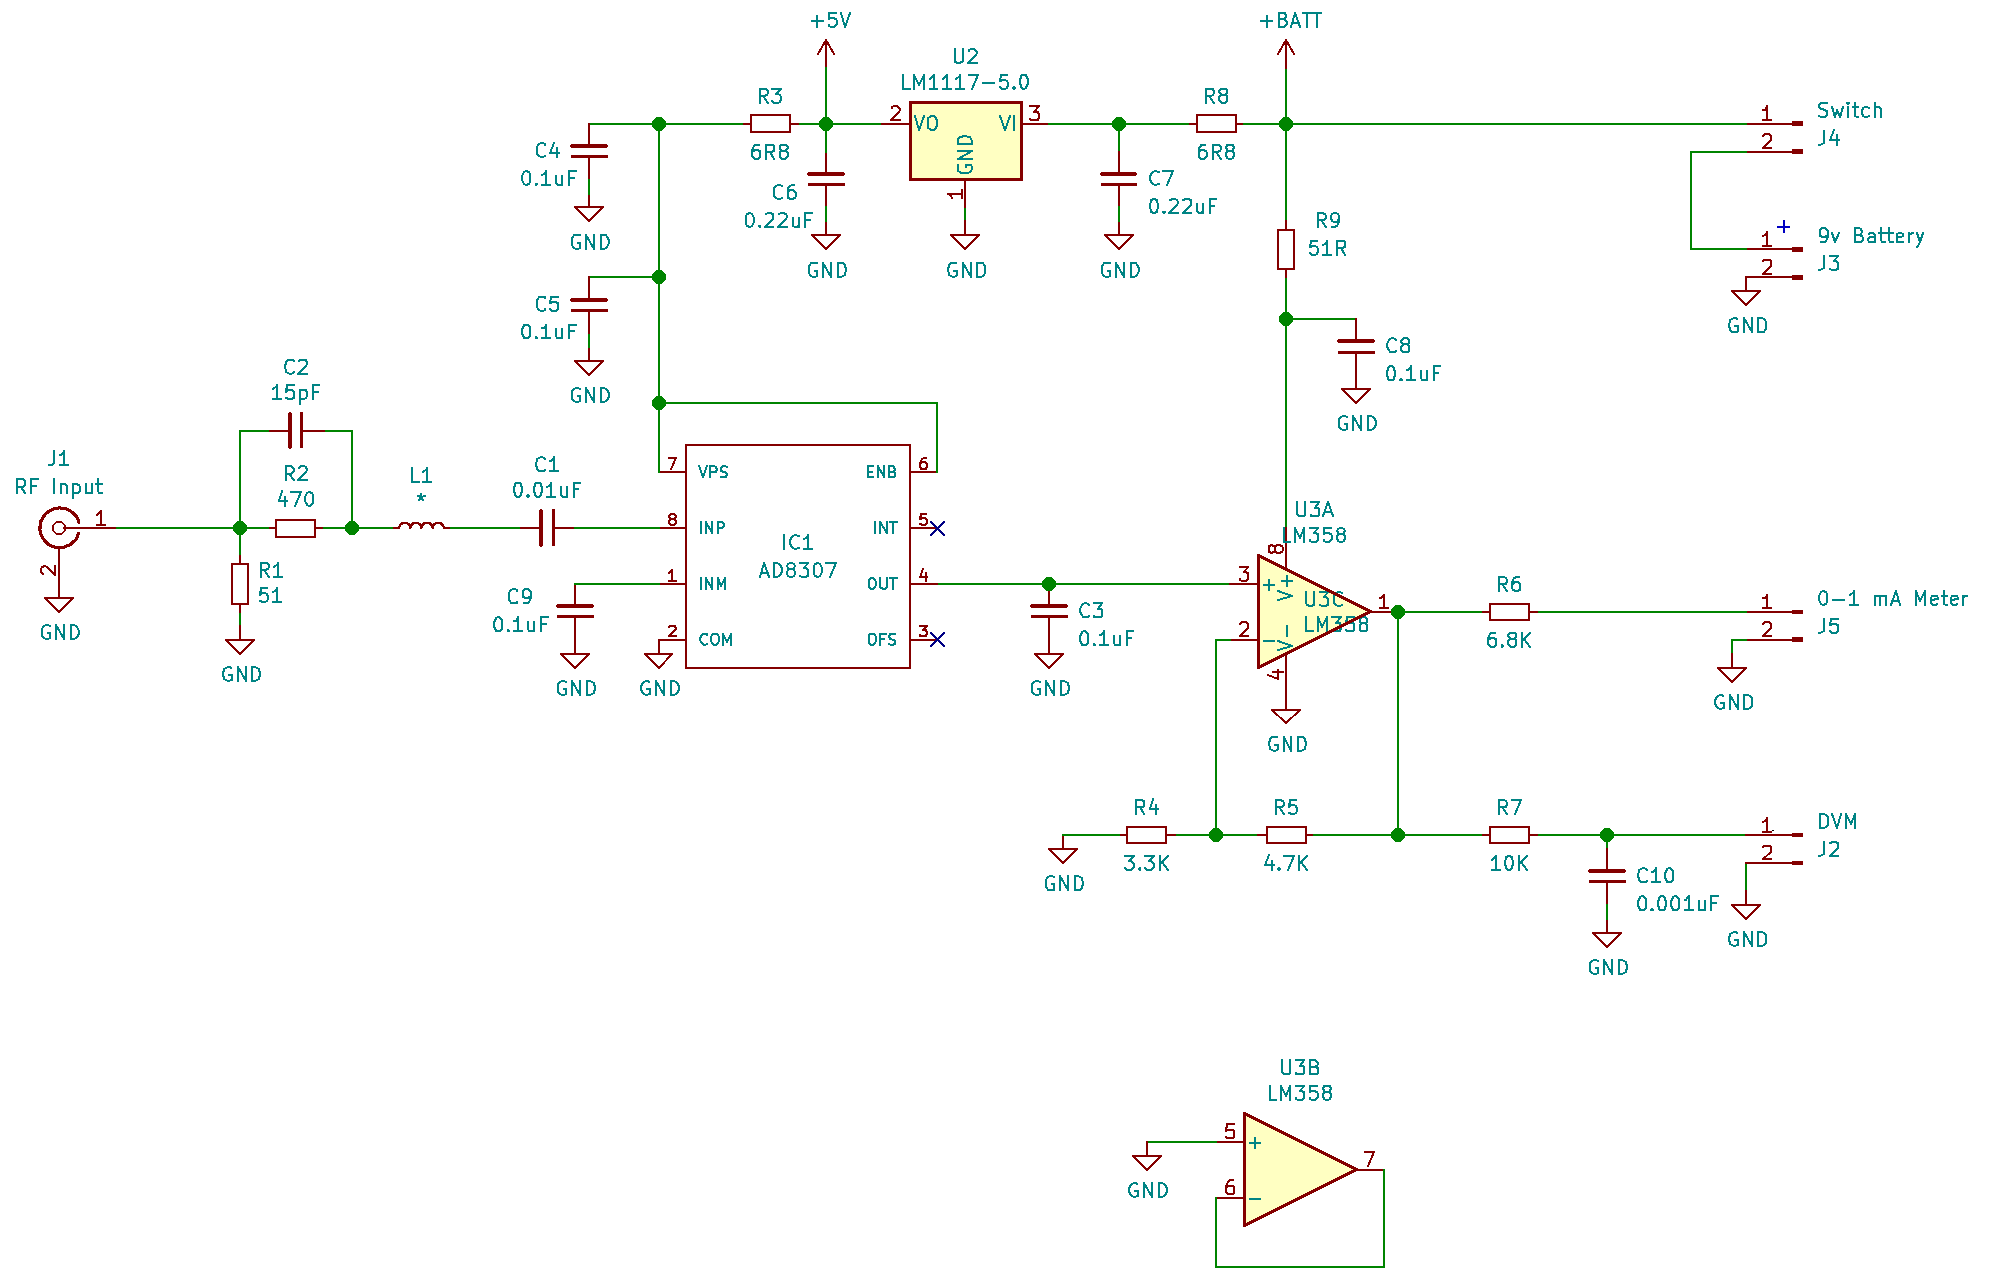 +5V
+BATT
U2
LM1117-5.0
R3
6R8
2
VO
VI
3
GND
1
R8
6R8
1
Switch
2
J4
C4
0.1uF
GND
C6
0.22uF
GND
GND
C7
0.22uF
GND
R9
51R
+
1
9v Battery
2
J3
GND
C5
0.1uF
GND
C8
0.1uF
GND
C2
15pF
J1
RF Input
1
2
GND
R2
470
L1
*
C1
0.01uF
R1
51
GND
7
VPS
ENB
6
8
INP
INT
5
IC1
AD8307
1
INM
OUT
4
2
COM
OFS
3
GND
C9
0.1uF
GND
C3
0.1uF
GND
U3A
LM358
8
3
+
V+
U3C
LM358
1
2
−
V−
4
GND
R6
6.8K
1
0-1 mA Meter
2
J5
GND
R4
3.3K
GND
R5
4.7K
R7
10K
1
DVM
2
J2
GND
C10
0.001uF
GND
U3B
LM358
5
+
7
6
−
GND